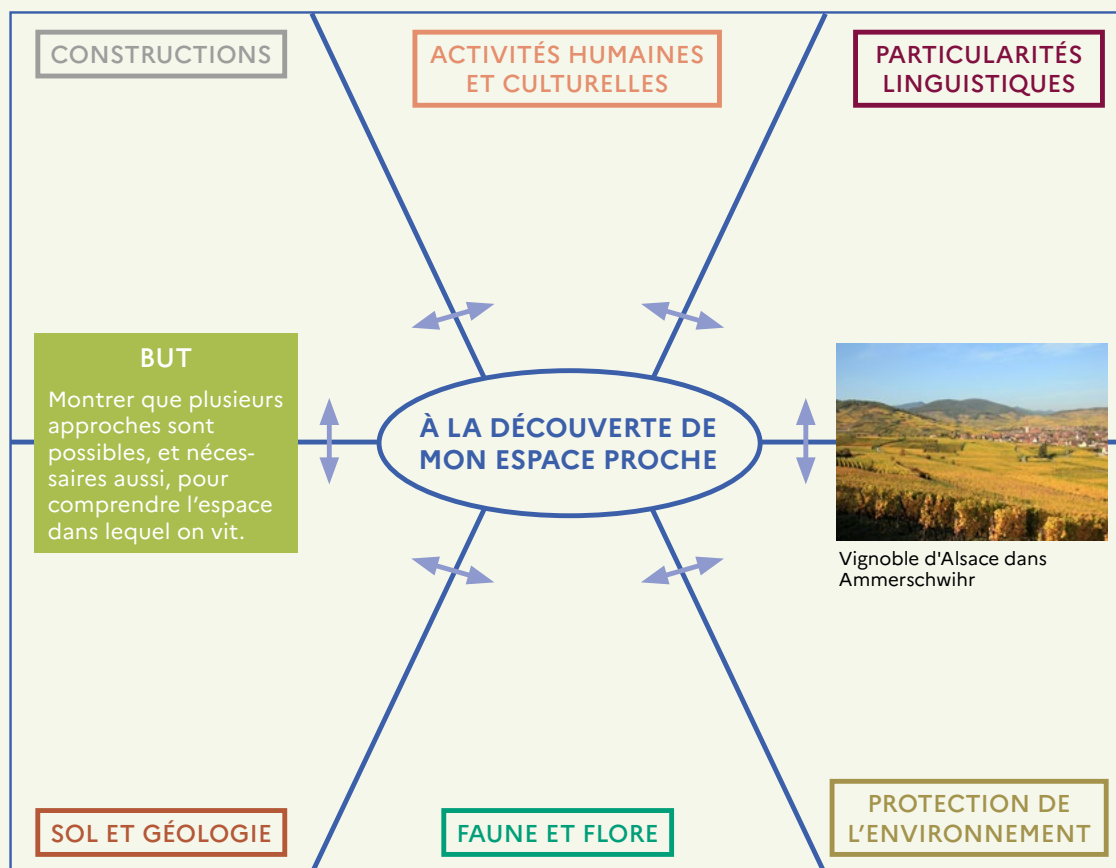 CONSTRUCTIONS
ACTIVITÉS HUMAINES
ET CULTURELLES
PARTICULARITÉS
LINGUISTIQUES
BUT
Montrer que plusieurs
approches sont
possibles, et néces-
saires aussi, pour
comprendre l'espace
dans lequel on vit.
À LA DÉCOUVERTE DE
MON ESPACE PROCHE
Vignoble d'Alsace dans
Ammerschwihr
SOL ET GÉOLOGIE
FAUNE ET FLORE
PROTECTION DE
L'ENVIRONNEMENT